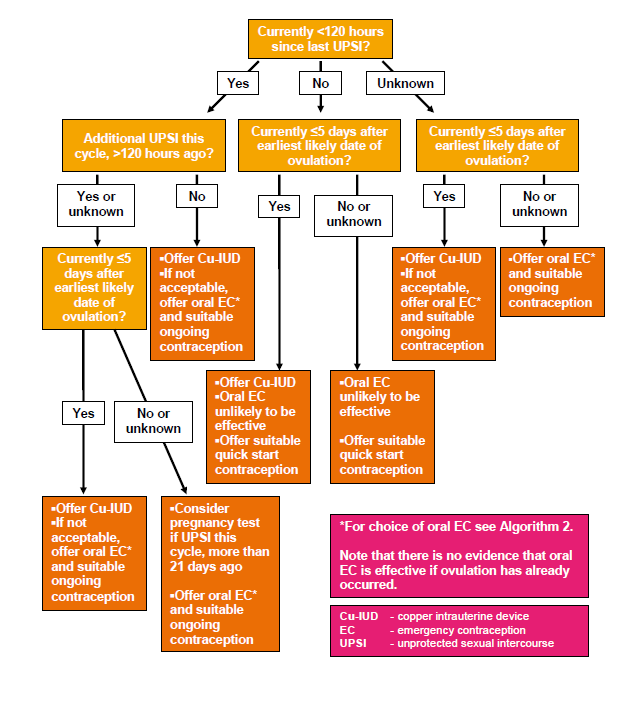 Currently <120 hours
since last UPSI?
Yes
No
Unknown
Additional UPSI this
cycle, >120 hours ago?
Currently ≤5 days after
earliest likely date of
ovulation?
Currently ≤5 days after
earliest likely date of
ovulation?
Yes or
unknown
No
Yes
No or
unknown
Yes
No or
unknown
Currently ≤5
days after
earliest likely
date of
ovulation?
▪Offer Cu-IUD
▪If not
acceptable,
offer oral EC*
and suitable
ongoing
contraception
▪Offer Cu-IUD
▪If not
acceptable,
offer oral EC*
and suitable
ongoing
contraception
▪Offer oral EC*
and suitable
ongoing
contraception
▪Offer Cu-IUD
▪Oral EC
unlikely to be
effective
▪Offer suitable
quick start
contraception
▪Oral EC
unlikely to be
effective
▪Offer suitable
quick start
contraception
Yes
No or
unknown
▪Offer Cu-IUD
▪If not
acceptable,
offer oral EC*
and suitable
ongoing
contraception
▪Consider
pregnancy test
if UPSI this
cycle, more than
21 days ago
▪Offer oral EC*
and suitable
ongoing
contraception
*For choice of oral EC see Algorithm 2.
Note that there is no evidence that oral
EC is effective if ovulation has already
occurred.
Cu-IUD - copper intrauterine device
EC - emergency contraception
UPSI - unprotected sexual intercourse